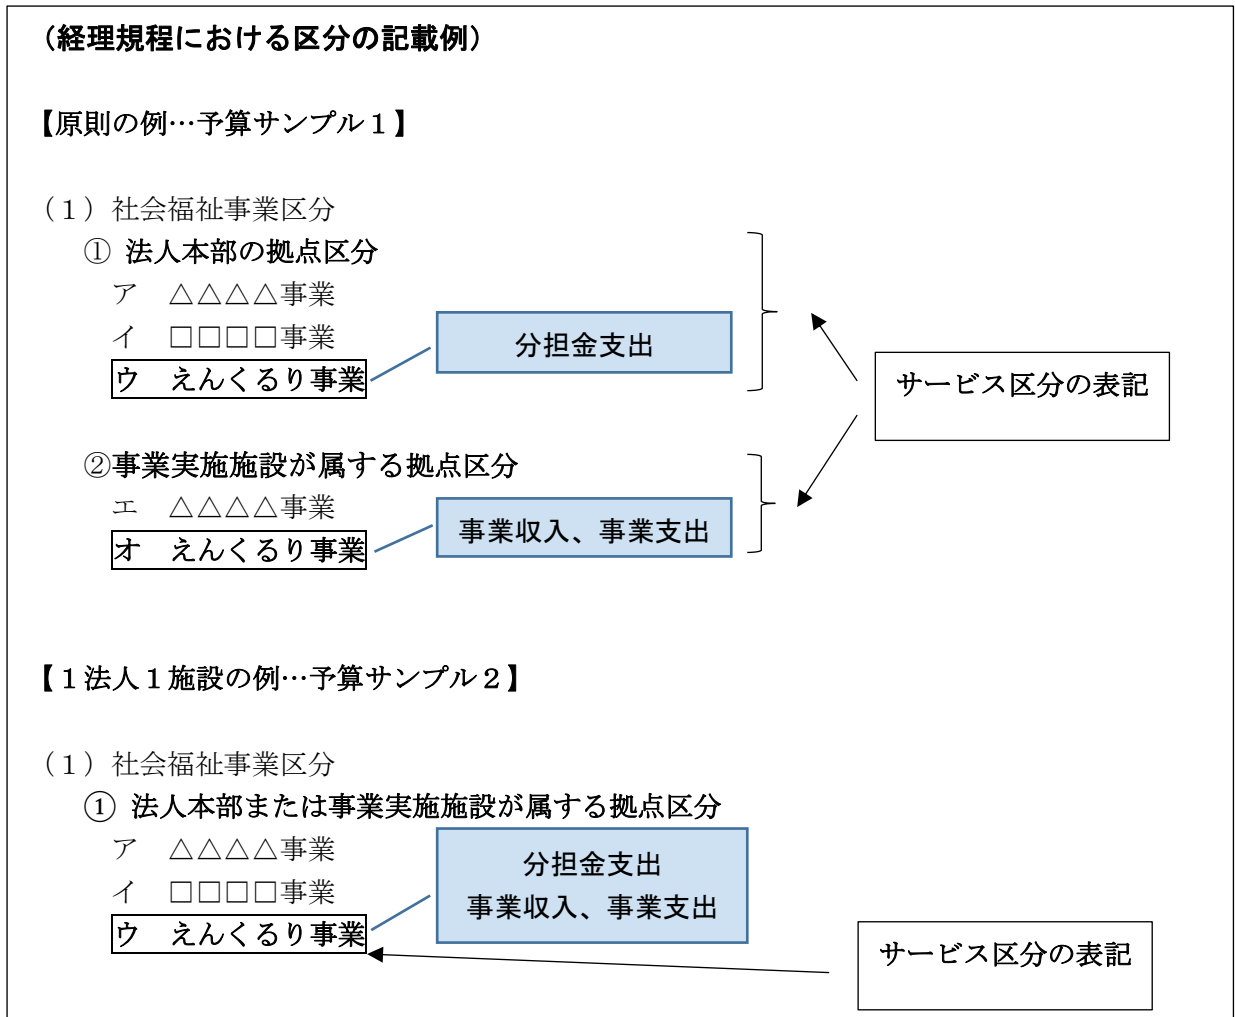 （経理規程における区分の記載例）
【原則の例…予算サンプル１】
（１）社会福祉事業区分
① 法人本部の拠点区分
ア　△△△△事業
イ　□□□□事業
分担金支出
ウ　えんくるり事業
サービス区分の表記
②事業実施施設が属する拠点区分
エ　△△△△事業
事業収入、事業支出
オ　えんくるり事業
【１法人１施設の例…予算サンプル２】
（１）社会福祉事業区分
① 法人本部または事業実施施設が属する拠点区分
ア　△△△△事業
分担金支出
イ　□□□□事業
事業収入、事業支出
ウ　えんくるり事業
サービス区分の表記